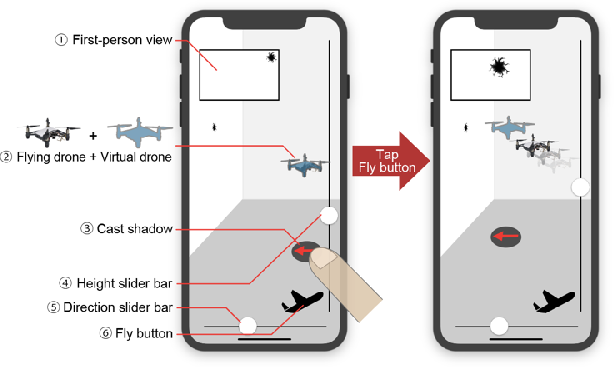 ① First-person view
+
② Flying drone + Virtual drone
Tap
Fly button
③ Cast shadow
④ Height slider bar
⑤ Direction slider bar
⑥ Fly button